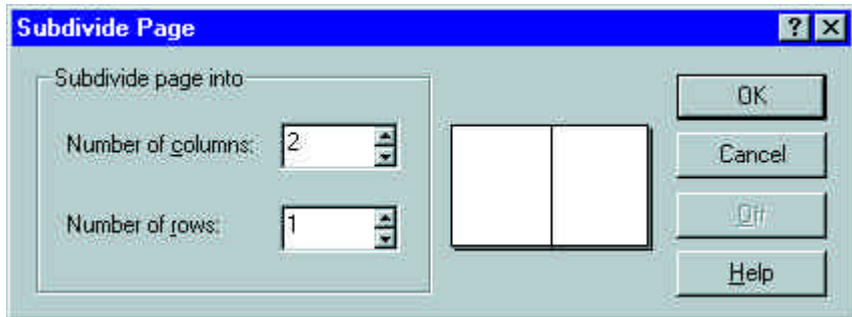 Subdivide Page
Subdivide page into
Number of columns: 2
Number of rows: 1
OK
Cancel
Off
Help